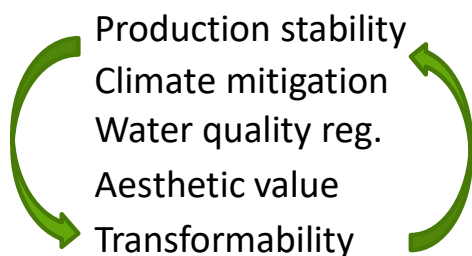 Production stability
Climate mitigation
Water quality reg.
Aesthetic value
Transformability